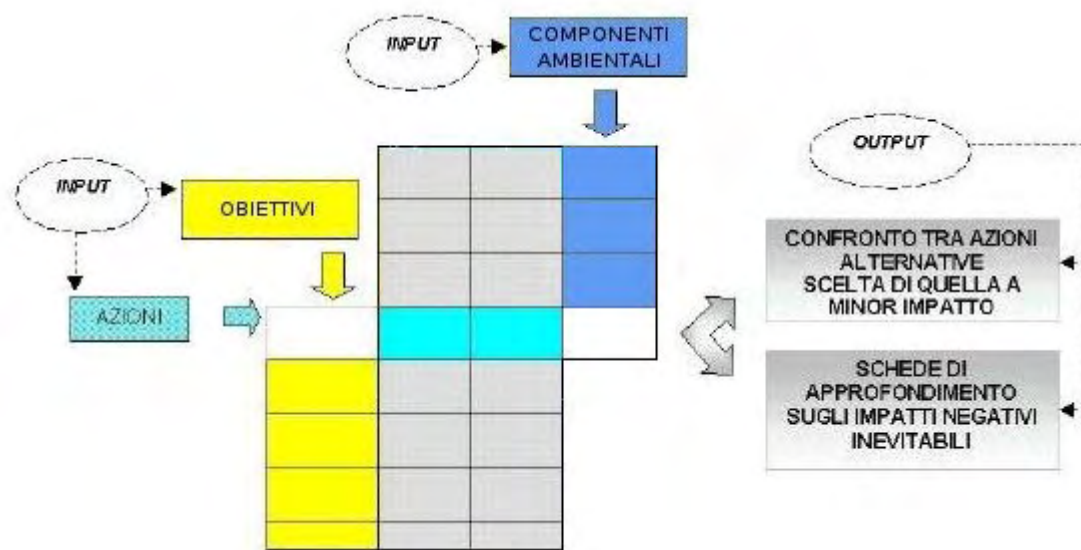 INPUT
COMPONENTI
AMBIENTALI
INPUT
OBIETTIVI
AZIONI
OUTPUT
CONFRONTO TRA AZIONI
ALTERNATIVE
SCELTA DI QUELLA A
MINOR IMPATTO
SCHEDE DI
APPROFONDIMENTO
SUGLI IMPATTI NEGATIVI
INEVITABILI